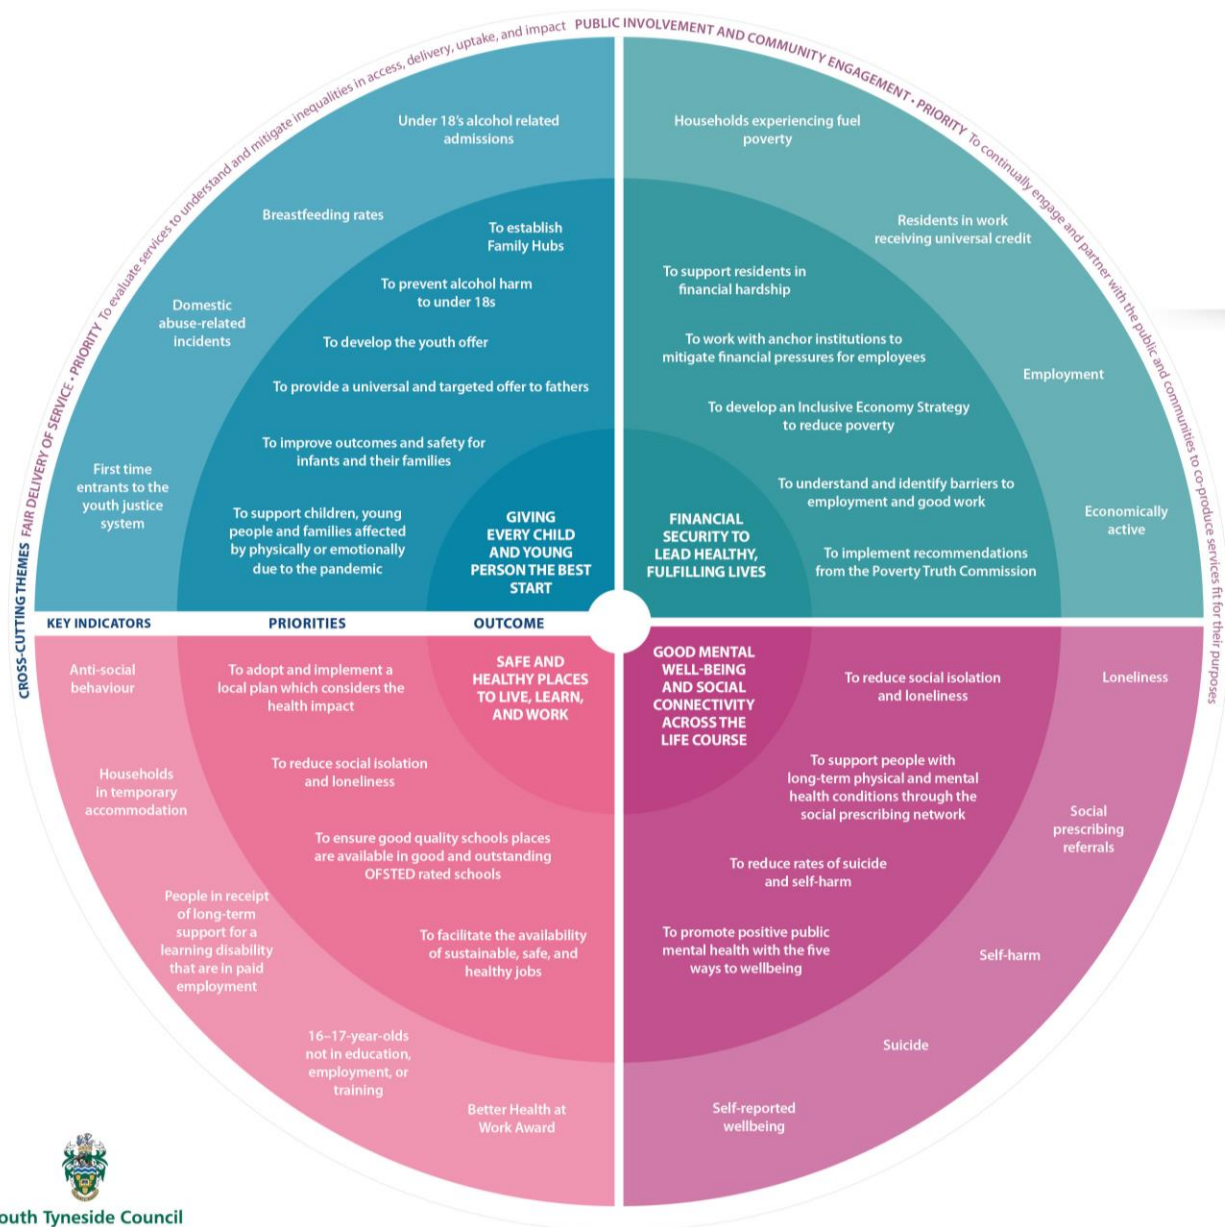 CROSS-CUTTING THEMES FAIR DELIVERY OF SERVICE • PRIORITY To evaluate services to understand and mitigate inequalities in access, delivery, uptake, and impact
PUBLIC INVOLVEMENT AND COMMUNITY ENGAGEMENT • PRIORITY To continually engage and partner with the public and communities to co-produce services fit for their purposes
Under 18's alcohol related
admissions
Breastfeeding rates
Domestic
abuse-related
incidents
First time
entrants to the
youth justice
system
To establish
Family Hubs
To prevent alcohol harm
to under 18s
To develop the youth offer
To provide a universal and targeted offer to fathers
To improve outcomes and safety for
infants and their families
To support children, young
people and families affected
by physically or emotionally
due to the pandemic
GIVING
EVERY CHILD
AND YOUNG
PERSON THE BEST
START
Households experiencing fuel
poverty
Residents in work
receiving universal credit
Employment
Economically
active
To support residents in
financial hardship
To work with anchor institutions to
mitigate financial pressures for employees
To develop an Inclusive Economy Strategy
to reduce poverty
To understand and identify barriers to
employment and good work
To implement recommendations
from the Poverty Truth Commission
FINANCIAL
SECURITY TO
LEAD HEALTHY,
FULFILLING LIVES
KEY INDICATORS
PRIORITIES
OUTCOME
Anti-social
behaviour
Households
in temporary
accommodation
People in receipt
of long-term
support for a
learning disability
that are in paid
employment
16–17-year-olds
not in education,
employment, or
training
Better Health at
Work Award
To adopt and implement a
local plan which considers the
health impact
To reduce social isolation
and loneliness
To ensure good quality schools places
are available in good and outstanding
OFSTED rated schools
To facilitate the availability
of sustainable, safe, and
healthy jobs
SAFE AND
HEALTHY PLACES
TO LIVE, LEARN,
AND WORK
GOOD MENTAL
WELL-BEING
AND SOCIAL
CONNECTIVITY
ACROSS THE
LIFE COURSE
To reduce social isolation
and loneliness
To support people with
long-term physical and mental
health conditions through the
social prescribing network
To reduce rates of suicide
and self-harm
To promote positive public
mental health with the five
ways to wellbeing
Loneliness
Social
prescribing
referrals
Self-harm
Suicide
Self-reported
wellbeing
outh Tyneside Council